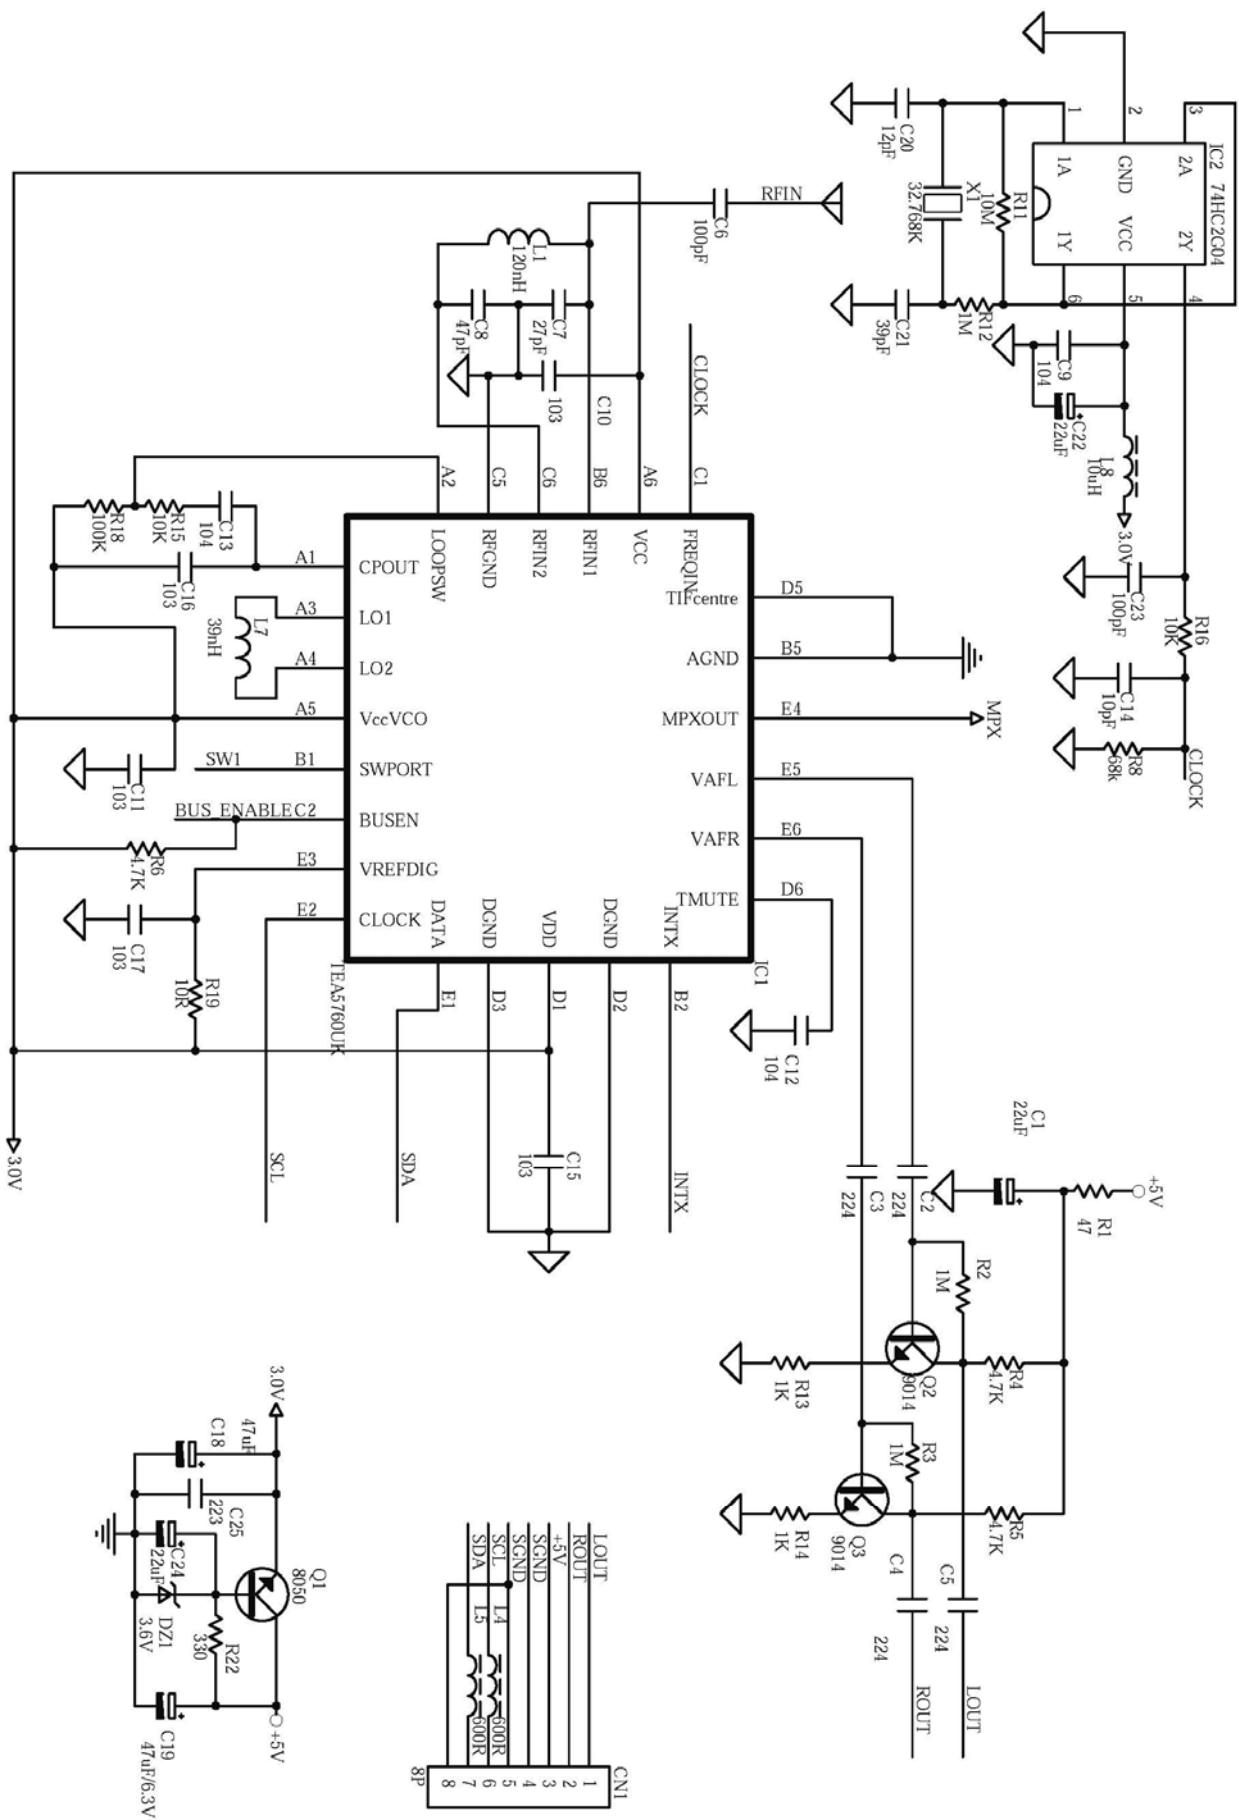 IC2 74HC2G04
3
2
1
2A
GND
1A
2Y
VCC
1Y
4
5
6
C20
12pF
X1
32.768K
R11
10M
C21
39pF
R12
1M
C9
104
C22
22uF
L8
10uH
3.0V
C23
100pF
R16
10K
C14
10pF
R8
68k
CLOCK
RFIN
C6
100pF
L1
120nH
C8
47pF
C7
27pF
C10
103
CLOCK
A2
C5
C6
B6
A6
C1
LOOPSW
RFGND
RFIN2
RFIN1
VCC
FREQIN
R18
100K
R15
10K
C13
104
C16
103
A1
CPOUT
A3
LO1
L7
39nH
A4
LO2
A5
VccVCO
SW1
B1
SWPORT
C11
103
BUS_ENABLE
C2
BUSEN
R6
4.7K
E3
VREFDIG
E2
CLOCK
C17
103
R19
10R
TIFcentre
D5
AGND
B5
MPXOUT
E4
MPX
VAFL
E5
VAFR
E6
TMUTE
D6
DATA
DGND
VDD
DGND
INTX
E1
D3
D1
D2
B2
TEA5760UK
IC1
C12
104
3.0V
SCL
SDA
C15
103
INTX
C1
22uF
+5V
R1
47
C3
224
C2
224
R2
1M
Q2
9014
R13
1K
R4
4.7K
R3
1M
Q3
9014
R14
1K
R5
4.7K
C4
224
C5
224
ROUT
LOUT
3.0V
C18
47uF
C25
223
C24
22uF
DZ1
3.6V
Q1
8050
R22
330
C19
47uF/6.3V
+5V
LOUT
ROUT
+5V
SGND
SGND
SCL
SDA
L4
600R
L5
600R
CN1
1
2
3
4
5
6
7
8
8P